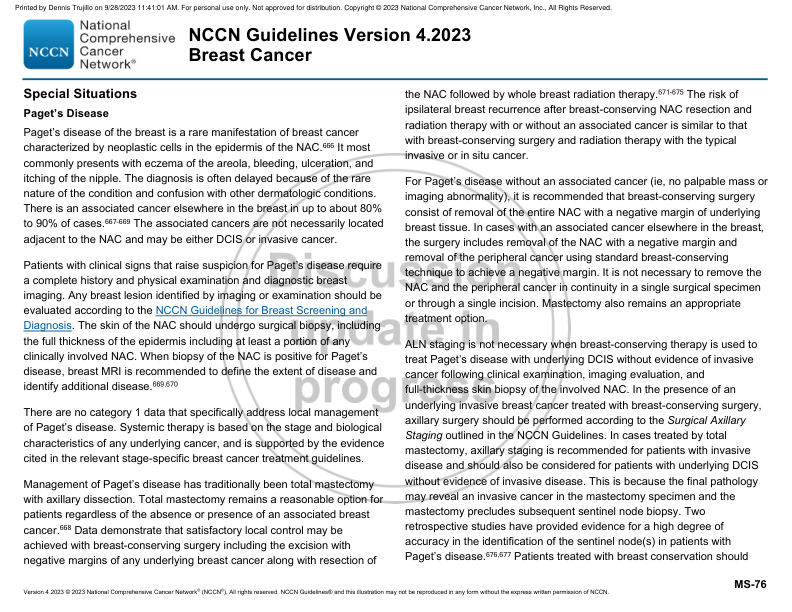 Printed by Dennis Trujillo on 9/28/2023 11:41:01 AM. For personal use only. Not approved for distribution. Copyright © 2023 National Comprehensive Cancer Network, Inc., All Rights Reserved.
NCCN
National
Comprehensive
Cancer
Network®
NCCN Guidelines Version 4.2023
Breast Cancer
Special Situations
Paget's Disease
Paget's disease of the breast is a rare manifestation of breast cancer
characterized by neoplastic cells in the epidermis of the NAC.666 It most
commonly presents with eczema of the areola, bleeding, ulceration, and
itching of the nipple. The diagnosis is often delayed because of the rare
nature of the condition and confusion with other dermatologic conditions.
There is an associated cancer elsewhere in the breast in up to about 80%
to 90% of cases.667-669 The associated cancers are not necessarily located
adjacent to the NAC and may be either DCIS or invasive cancer.
Patients with clinical signs that raise suspicion for Paget's disease require
a complete history and physical examination and diagnostic breast
imaging. Any breast lesion identified by imaging or examination should be
evaluated according to the NCCN Guidelines for Breast Screening and
Diagnosis. The skin of the NAC should undergo surgical biopsy, including
the full thickness of the epidermis including at least a portion of any
clinically involved NAC. When biopsy of the NAC is positive for Paget's
disease, breast MRI is recommended to define the extent of disease and
identify additional disease.669,670
There are no category 1 data that specifically address local management
of Paget's disease. Systemic therapy is based on the stage and biological
characteristics of any underlying cancer, and is supported by the evidence
cited in the relevant stage-specific breast cancer treatment guidelines.
Management of Paget's disease has traditionally been total mastectomy
with axillary dissection. Total mastectomy remains a reasonable option for
patients regardless of the absence or presence of an associated breast
cancer.668 Data demonstrate that satisfactory local control may be
achieved with breast-conserving surgery including the excision with
negative margins of any underlying breast cancer along with resection of
the NAC followed by whole breast radiation therapy.671-675 The risk of
ipsilateral breast recurrence after breast-conserving NAC resection and
radiation therapy with or without an associated cancer is similar to that
with breast-conserving surgery and radiation therapy with the typical
invasive or in situ cancer.
For Paget's disease without an associated cancer (ie, no palpable mass or
imaging abnormality), it is recommended that breast-conserving surgery
consist of removal of the entire NAC with a negative margin of underlying
breast tissue. In cases with an associated cancer elsewhere in the breast,
the surgery includes removal of the NAC with a negative margin and
removal of the peripheral cancer using standard breast-conserving
technique to achieve a negative margin. It is not necessary to remove the
NAC and the peripheral cancer in continuity in a single surgical specimen
or through a single incision. Mastectomy also remains an appropriate
treatment option.
ALN staging is not necessary when breast-conserving therapy is used to
treat Paget's disease with underlying DCIS without evidence of invasive
cancer following clinical examination, imaging evaluation, and
full-thickness skin biopsy of the involved NAC. In the presence of an
underlying invasive breast cancer treated with breast-conserving surgery,
axillary surgery should be performed according to the Surgical Axillary
Staging outlined in the NCCN Guidelines. In cases treated by total
mastectomy, axillary staging is recommended for patients with invasive
disease and should also be considered for patients with underlying DCIS
without evidence of invasive disease. This is because the final pathology
may reveal an invasive cancer in the mastectomy specimen and the
mastectomy precludes subsequent sentinel node biopsy. Two
retrospective studies have provided evidence for a high degree of
accuracy in the identification of the sentinel node(s) in patients with
Paget's disease.676,677 Patients treated with breast conservation should
Discussion
update in
progress
MS-76
Version 4.2023 © 2023 National Comprehensive Cancer Network® (NCCN®), All rights reserved. NCCN Guidelines® and this illustration may not be reproduced in any form without the express written permission of NCCN.